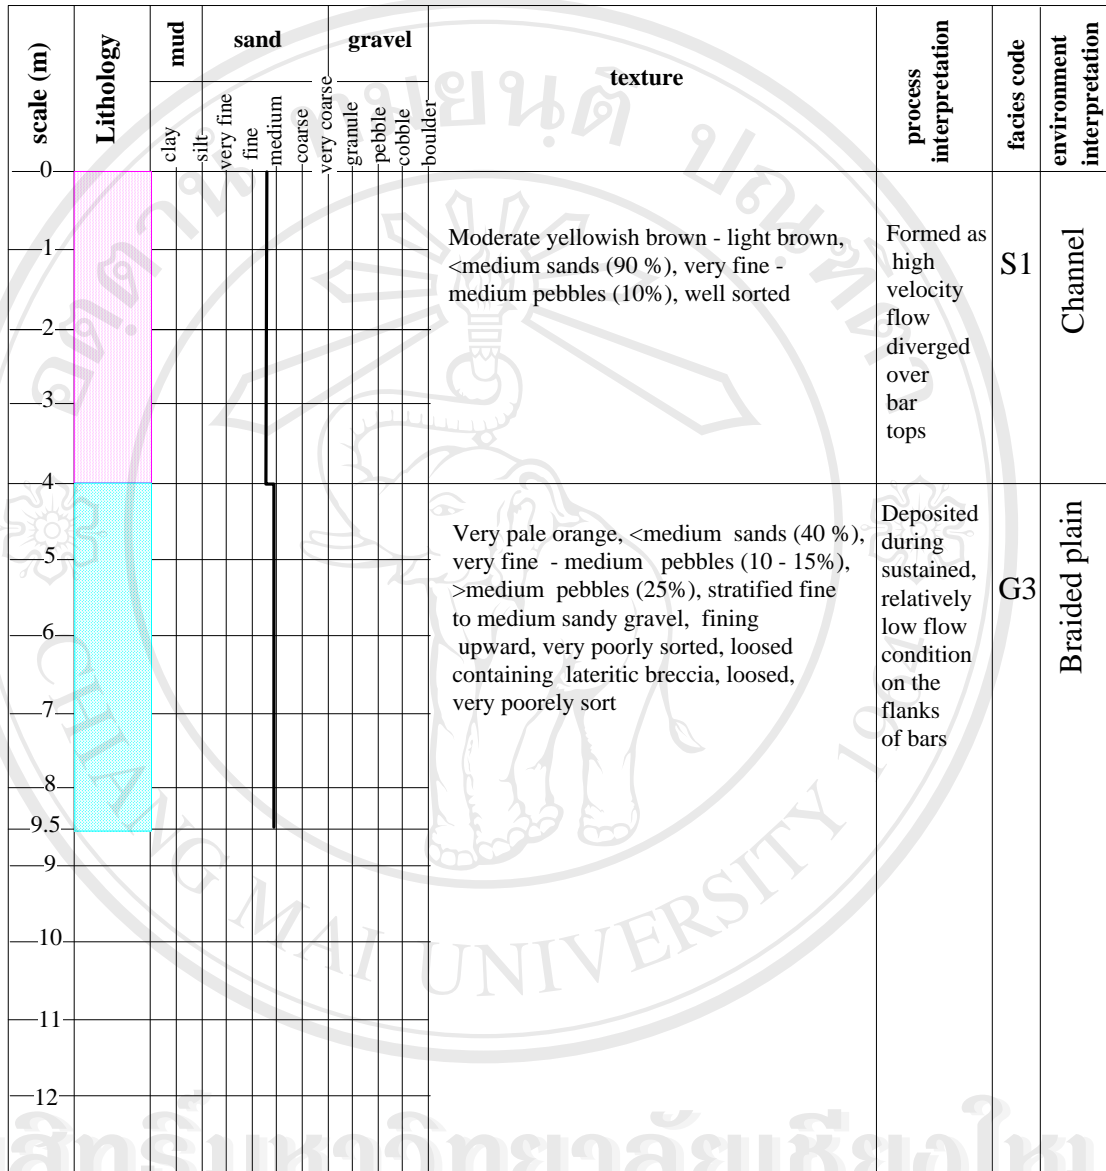 scale (m)
Lithology
mud
sand
gravel
texture
process
interpretation
facies code
environment
interpretation
clay
silt
very fine
fine
medium
coarse
very coarse
granule
pebble
cobble
boulder
0
1
2
3
4
5
6
7
8
9.5
9
10
11
12
Moderate yellowish brown - light brown,
<medium sands (90 %), very fine -
medium pebbles (10%), well sorted
Formed as
high
velocity
flow
diverged
over
bar
tops
S1
Channel
Very pale orange, <medium sands (40 %),
very fine - medium pebbles (10 - 15%),
>medium pebbles (25%), stratified fine
to medium sandy gravel, fining
upward, very poorly sorted, loosed
containing lateritic breccia, loosed,
very poorely sort
Deposited
during
sustained,
relatively
low flow
condition
on the
flanks
of bars
G3
Braided plain
CHIANG MAI UNIVERSITY 1964